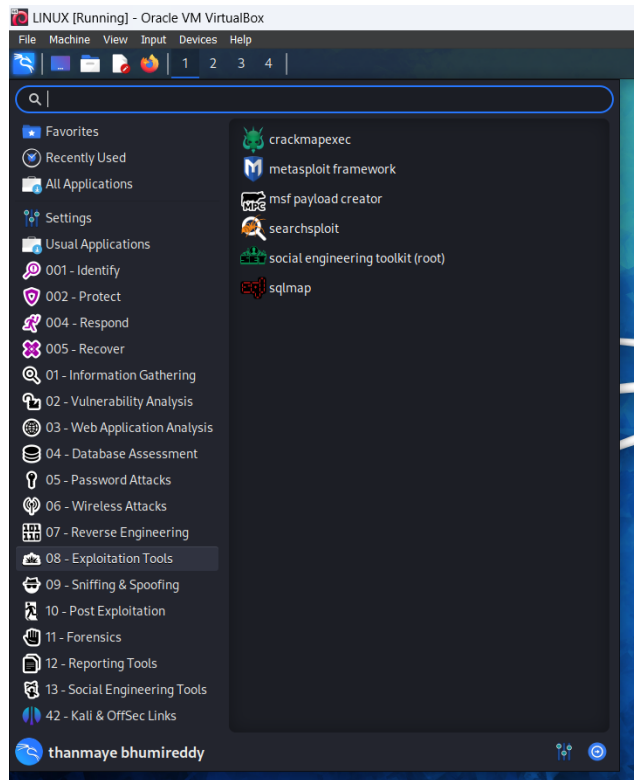 LINUX [Running] - Oracle VM VirtualBox
File Machine View Input Devices Help
1 2 3 4
Favorites
Recently Used
All Applications
Settings
Usual Applications
001 - Identify
002 - Protect
004 - Respond
005 - Recover
01 - Information Gathering
02 - Vulnerability Analysis
03 - Web Application Analysis
04 - Database Assessment
05 - Password Attacks
06 - Wireless Attacks
07 - Reverse Engineering
08 - Exploitation Tools
09 - Sniffing & Spoofing
10 - Post Exploitation
11 - Forensics
12 - Reporting Tools
13 - Social Engineering Tools
42 - Kali & OffSec Links
crackmapexec
metasploit framework
MPC
msf payload creator
searchsploit
SET
social engineering toolkit (root)
sql
sqlmap
thanmaye bhumireddy